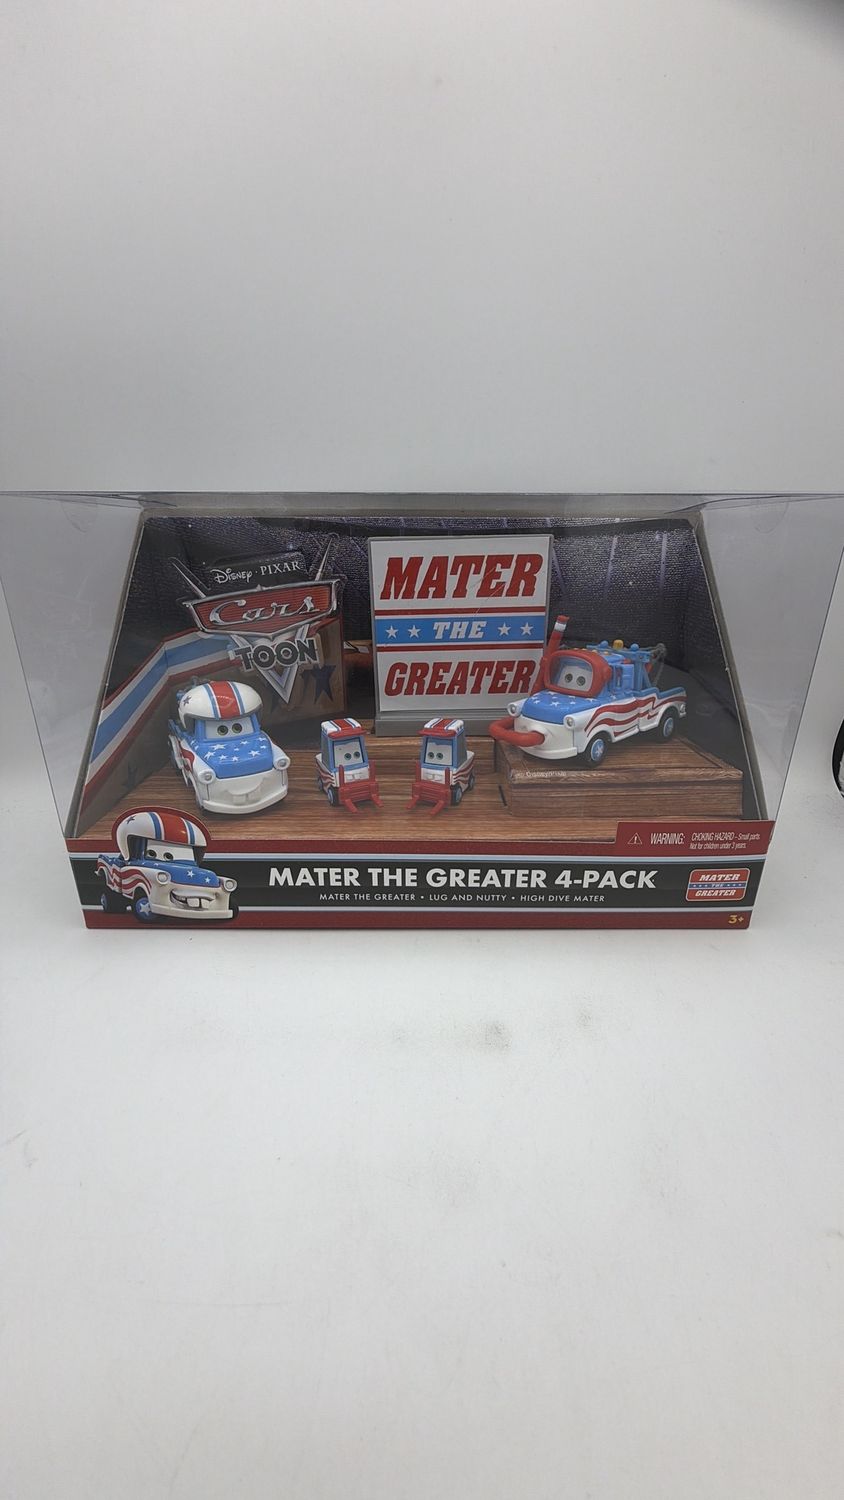 Disney · PIXAR
Cars
TOON
MATER
THE
GREATER
WARNING: CHOKING HAZARD - Small parts
Not for children under 3 years.
MATER THE GREATER 4-PACK
MATER THE GREATER • LUG AND NUTTY • HIGH DIVE MATER
MATER
THE
GREATER
3+